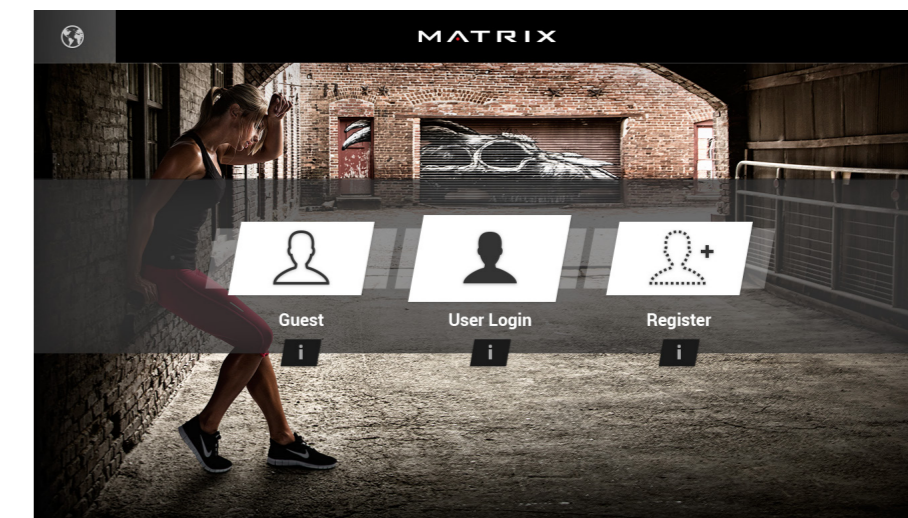 MATRIX
Guest
User Login
Register
i
i
i